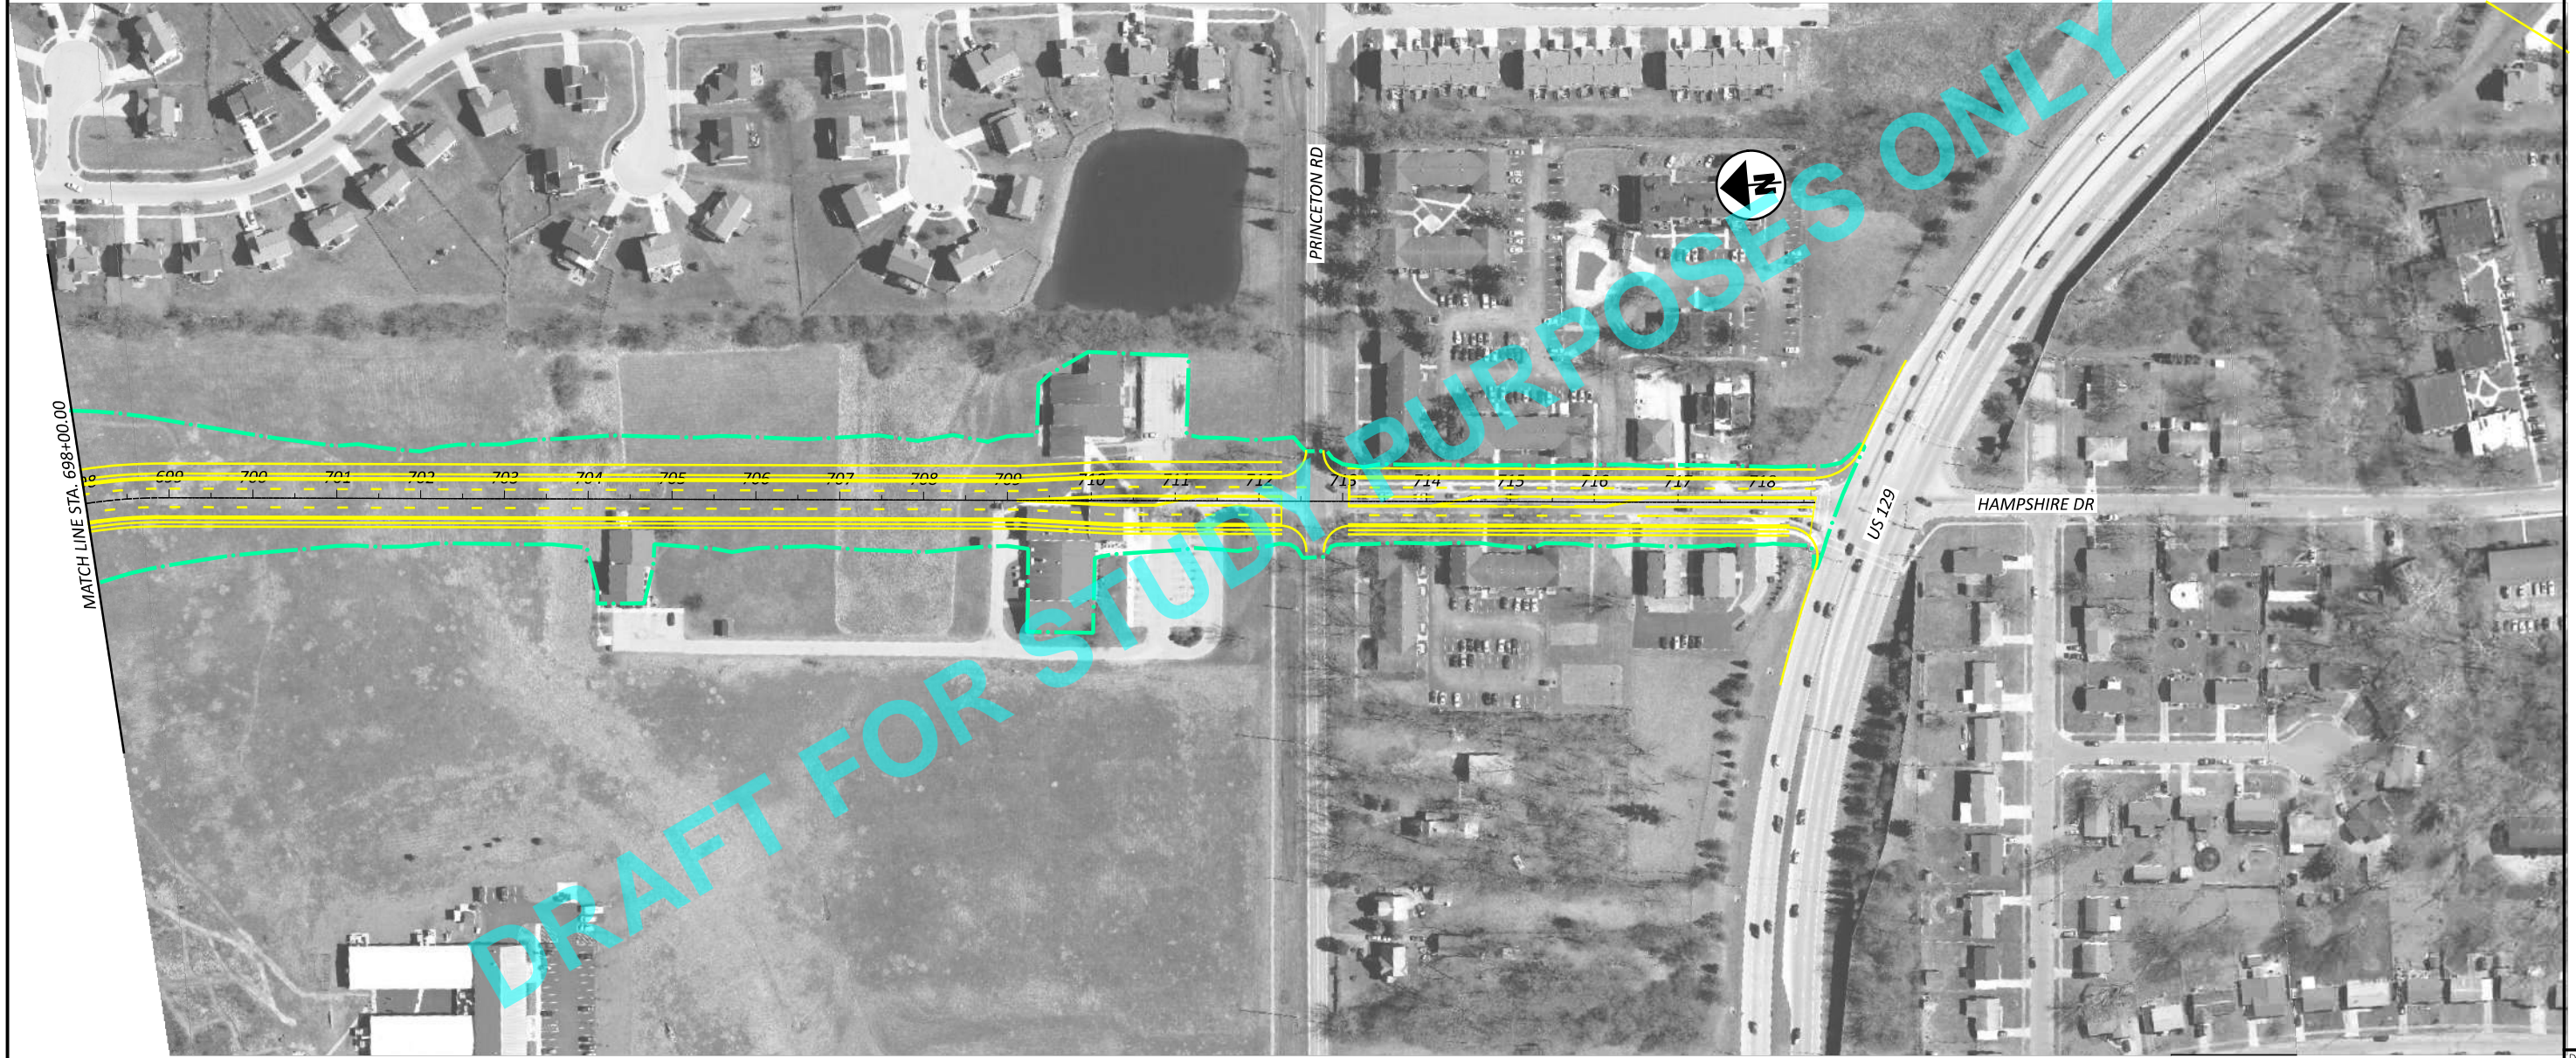 PRINCETON RD
N
DRAFT FOR STUDY PURPOSES ONLY
MATCH LINE STA. 698+00.00
699 700 701 702 703 704 705 706 707 708 709 710 711 712 713 714 715 716 717 718
US 129
HAMPSHIRE DR